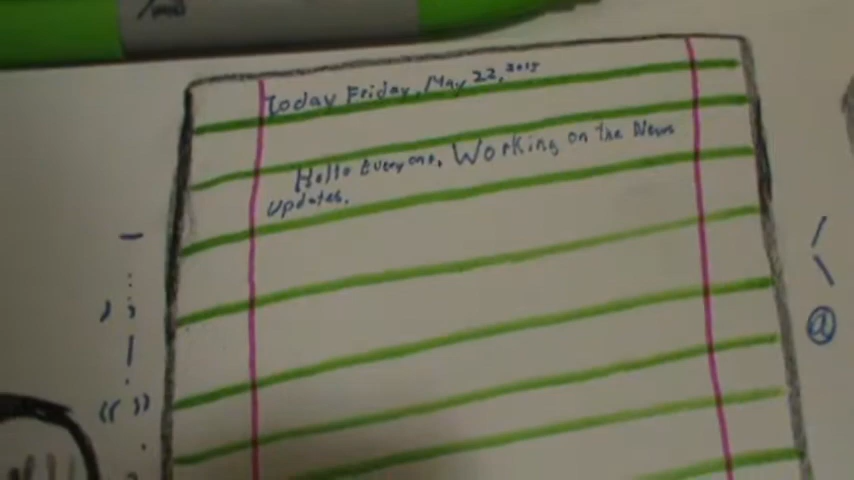 Today Friday, May 22, 2015
Hello Everyone, Working on the News
Updates.
@